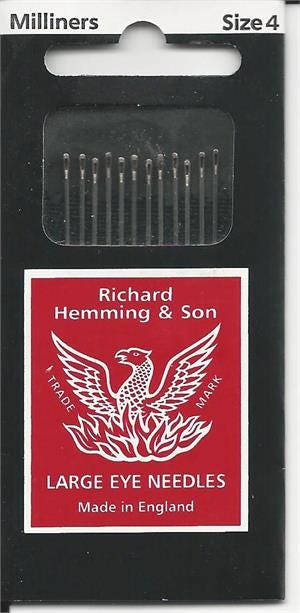 Milliners Size 4
Richard
Hemming & Son
TRADE MARK
LARGE EYE NEEDLES
Made in England